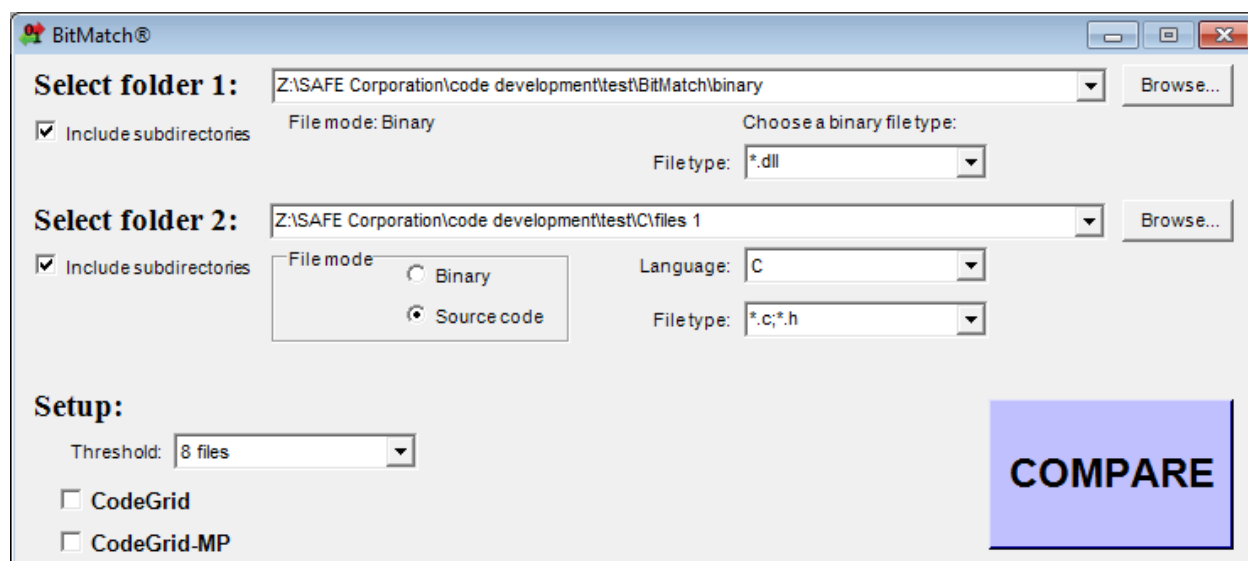 BitMatch®
Select folder 1: Z:\SAFE Corporation\code development\test\BitMatch\binary Browse...
Include subdirectories File mode: Binary Choose a binary file type:
File type: *.dll
Select folder 2: Z:\SAFE Corporation\code development\test\C\files 1 Browse...
Include subdirectories File mode Binary Language: C
Source code File type: *.c;*.h
Setup:
Threshold: 8 files
COMPARE
CodeGrid
CodeGrid-MP